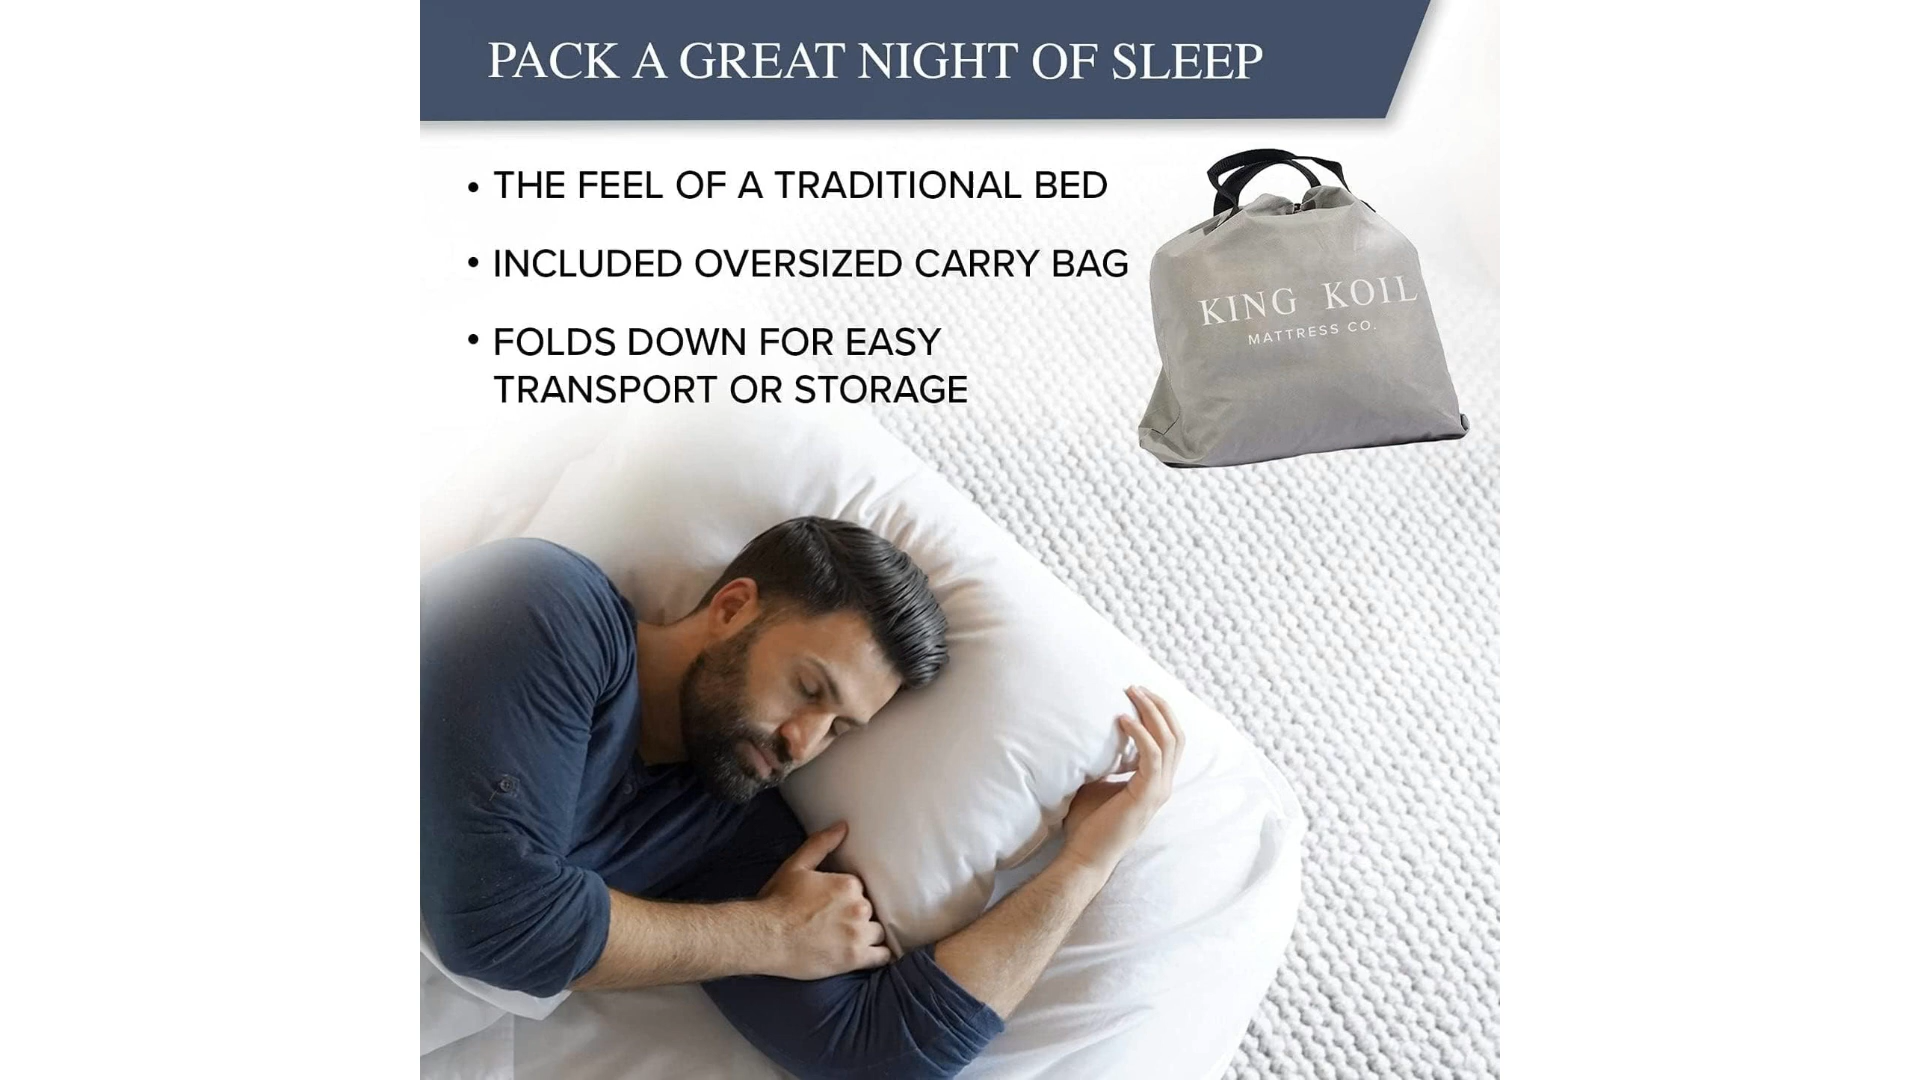 PACK A GREAT NIGHT OF SLEEP
• THE FEEL OF A TRADITIONAL BED
• INCLUDED OVERSIZED CARRY BAG
• FOLDS DOWN FOR EASY
TRANSPORT OR STORAGE
KING KOIL
MATTRESS CO.